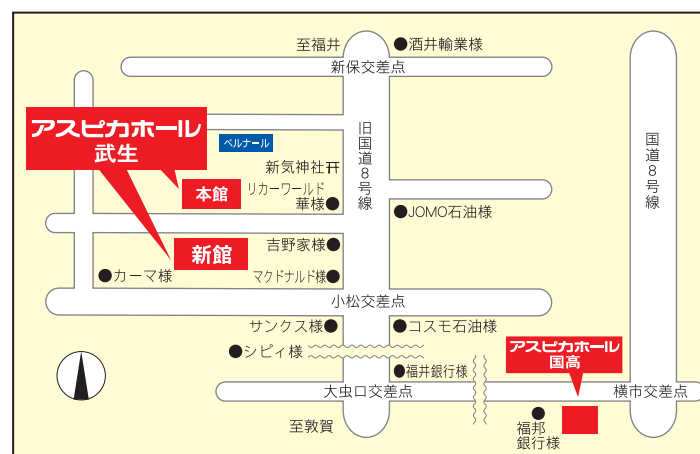 至福井
酒井輸業様
新保交差点
アスピカホール
武生
ベルナール
旧国道8号線
国道8号線
新気神社
本館
リカーワールド
華様
JOMO石油様
吉野家様
新館
カーマ様
マクドナルド様
小松交差点
サンクス様
コスモ石油様
シピィ様
アスピカホール
国高
福井銀行様
大虫口交差点
横市交差点
至敦賀
福邦
銀行様